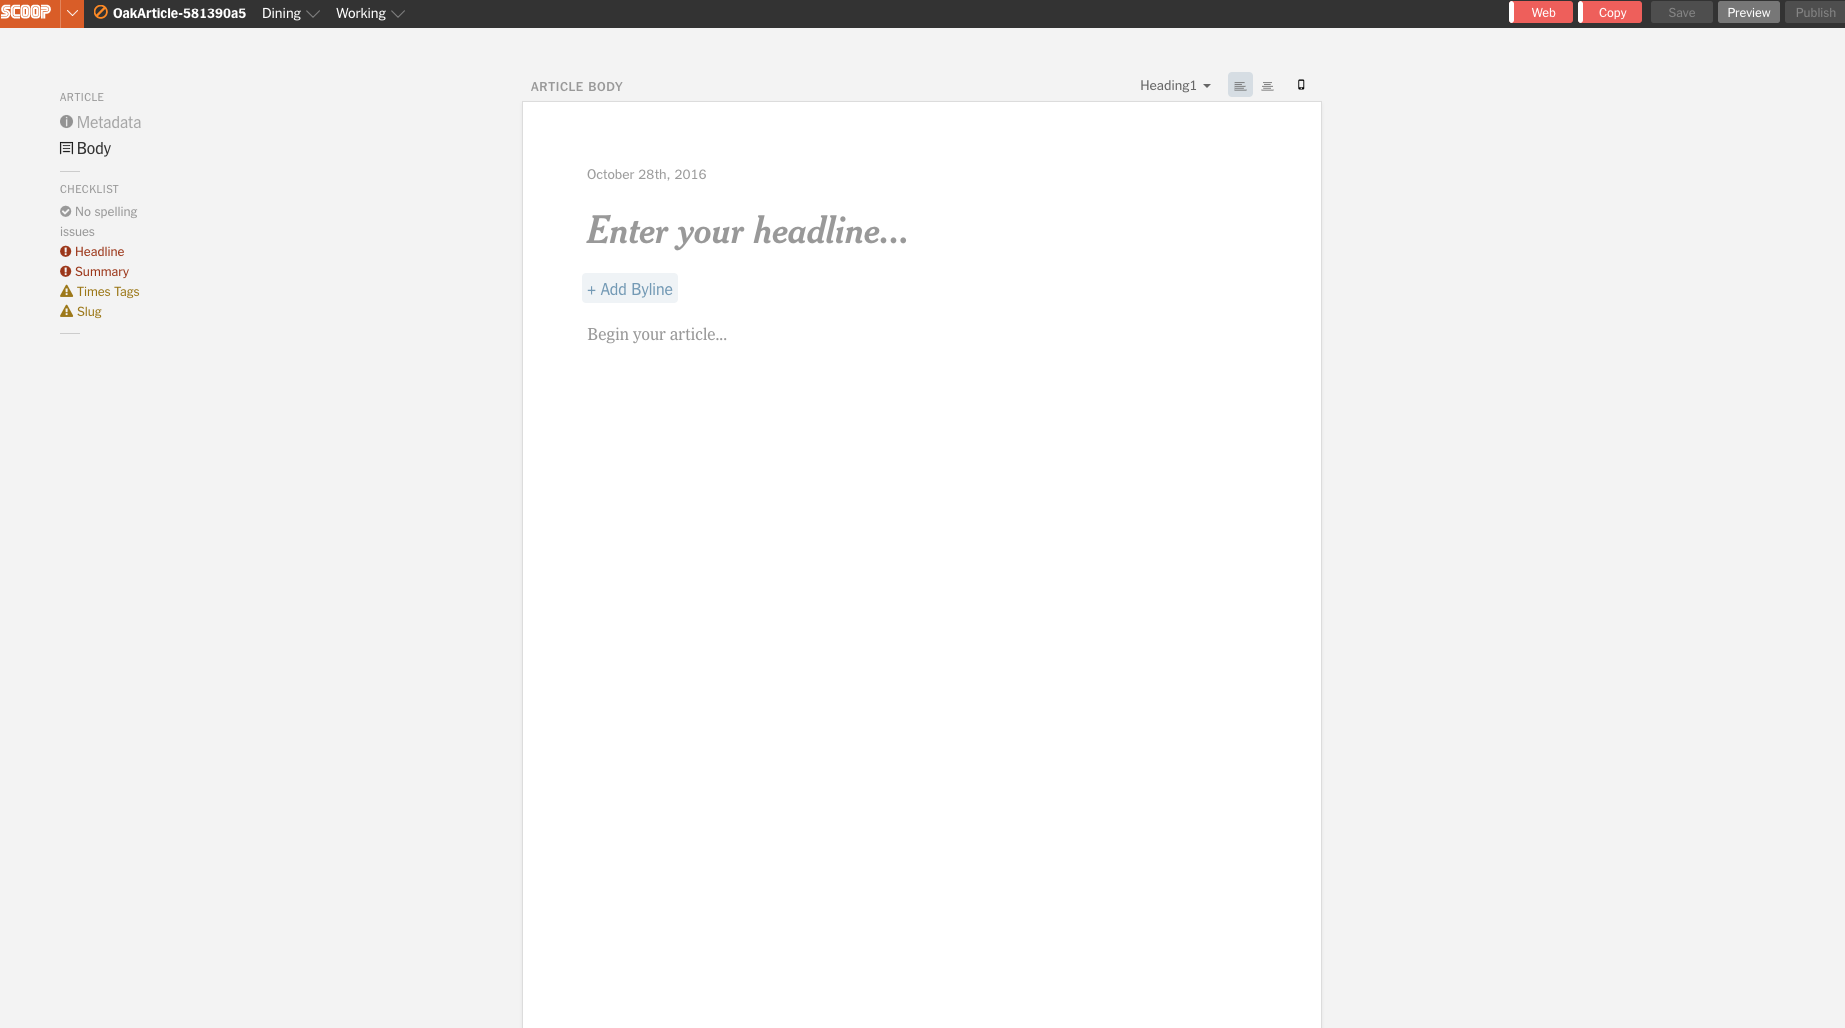 SCOOP
OakArticle-581390a5 Dining Working
Web Copy Save Preview Publish
ARTICLE
Metadata
Body
CHECKLIST
No spelling
issues
Headline
Summary
Times Tags
Slug
ARTICLE BODY
Heading1
October 28th, 2016
Enter your headline...
+ Add Byline
Begin your article...